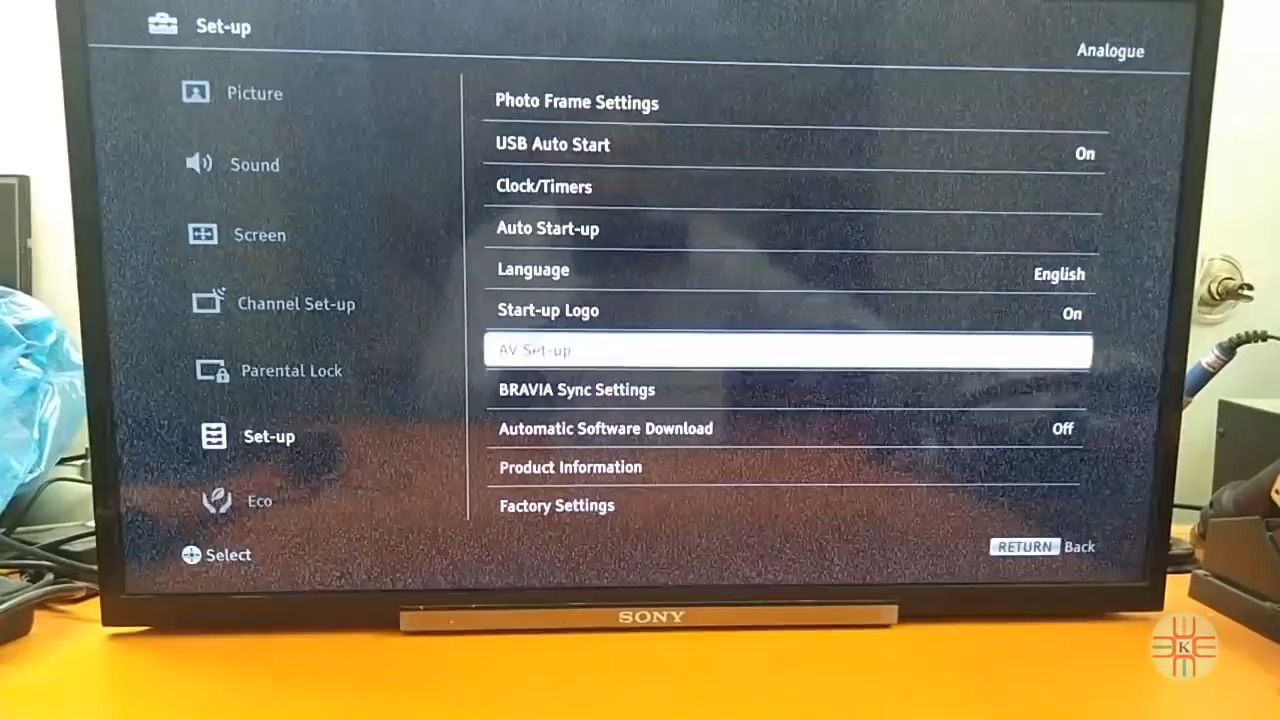 Set-up
Analogue
Picture
Sound
Screen
Channel Set-up
Parental Lock
Set-up
Eco
Photo Frame Settings
USB Auto Start On
Clock/Timers
Auto Start-up
Language English
Start-up Logo On
AV Set-up
BRAVIA Sync Settings
Automatic Software Download Off
Product Information
Factory Settings
Select
RETURN Back
SONY
K